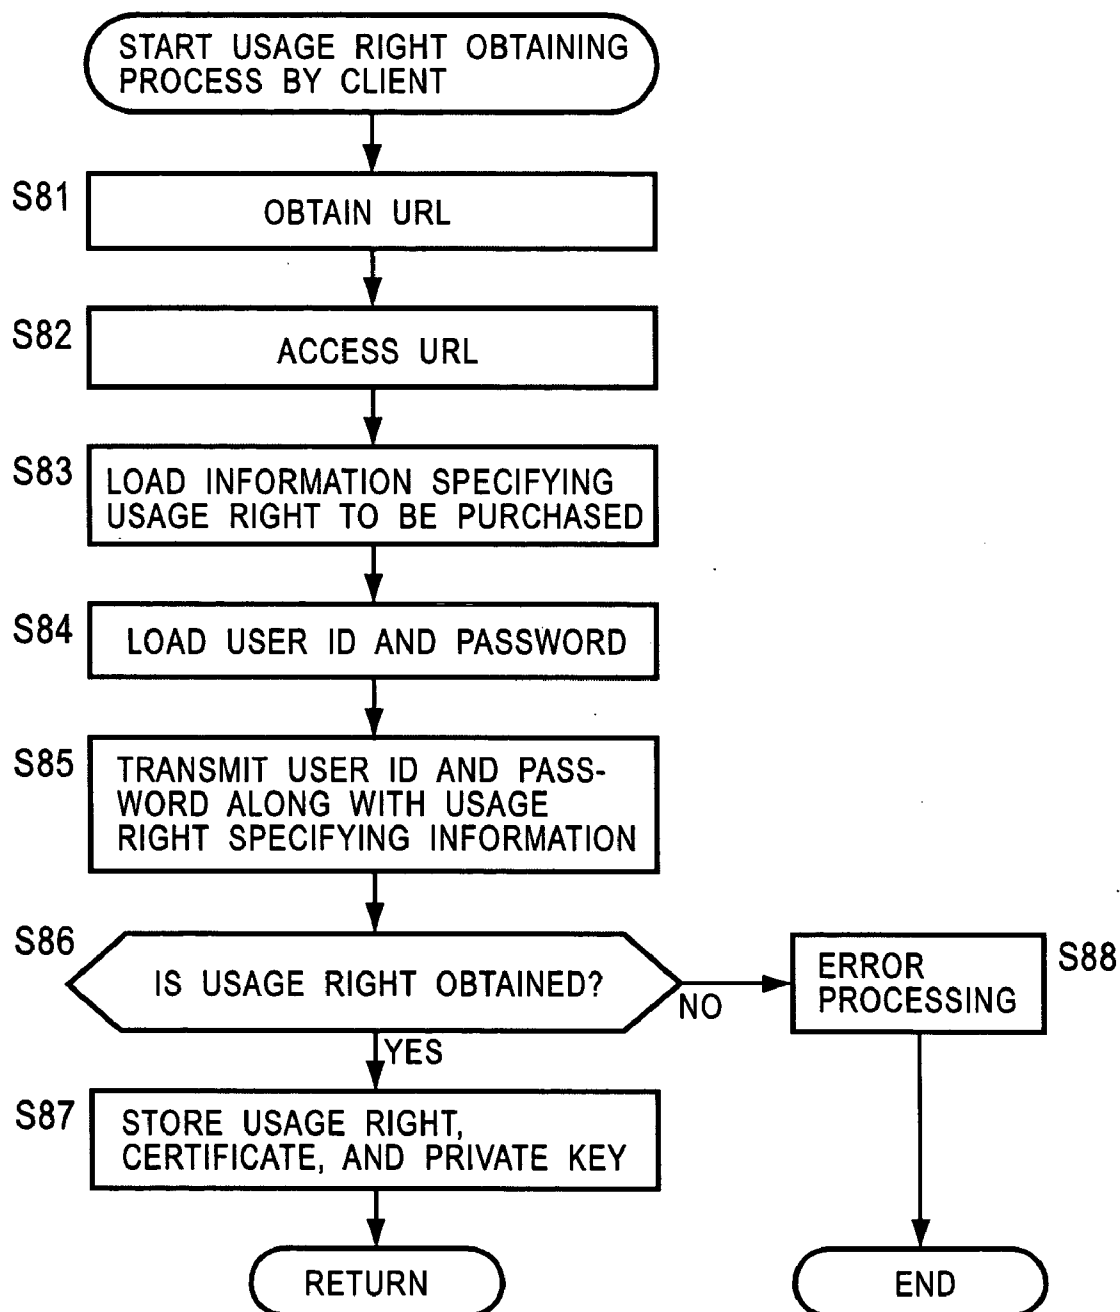 START USAGE RIGHT OBTAINING
PROCESS BY CLIENT
S81
OBTAIN URL
S82
ACCESS URL
S83
LOAD INFORMATION SPECIFYING
USAGE RIGHT TO BE PURCHASED
S84
LOAD USER ID AND PASSWORD
S85
TRANSMIT USER ID AND PASS-
WORD ALONG WITH USAGE
RIGHT SPECIFYING INFORMATION
S86
IS USAGE RIGHT OBTAINED?
NO
ERROR
PROCESSING
S88
YES
S87
STORE USAGE RIGHT,
CERTIFICATE, AND PRIVATE KEY
RETURN
END